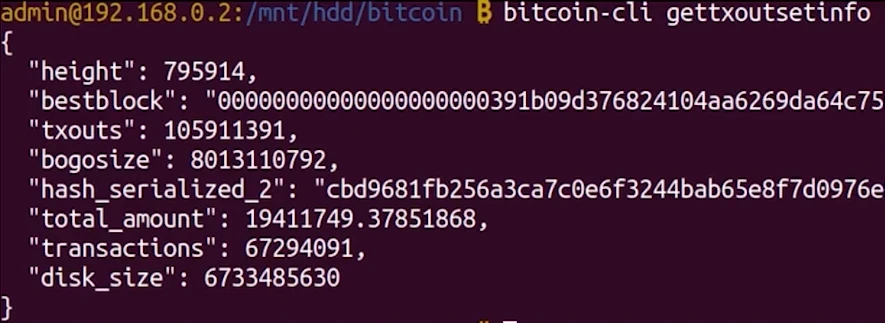 admin@192.168.0.2:/mnt/hdd/bitcoin ₿ bitcoin-cli gettxoutsetinfo
{
"height": 795914,
"bestblock": "00000000000000000000391b09d376824104aa6269da64c75
"txouts": 105911391,
"bogosize": 8013110792,
"hash_serialized_2": "cbd9681fb256a3ca7c0e6f3244bab65e8f7d0976e
"total_amount": 19411749.37851868,
"transactions": 67294091,
"disk_size": 6733485630
}